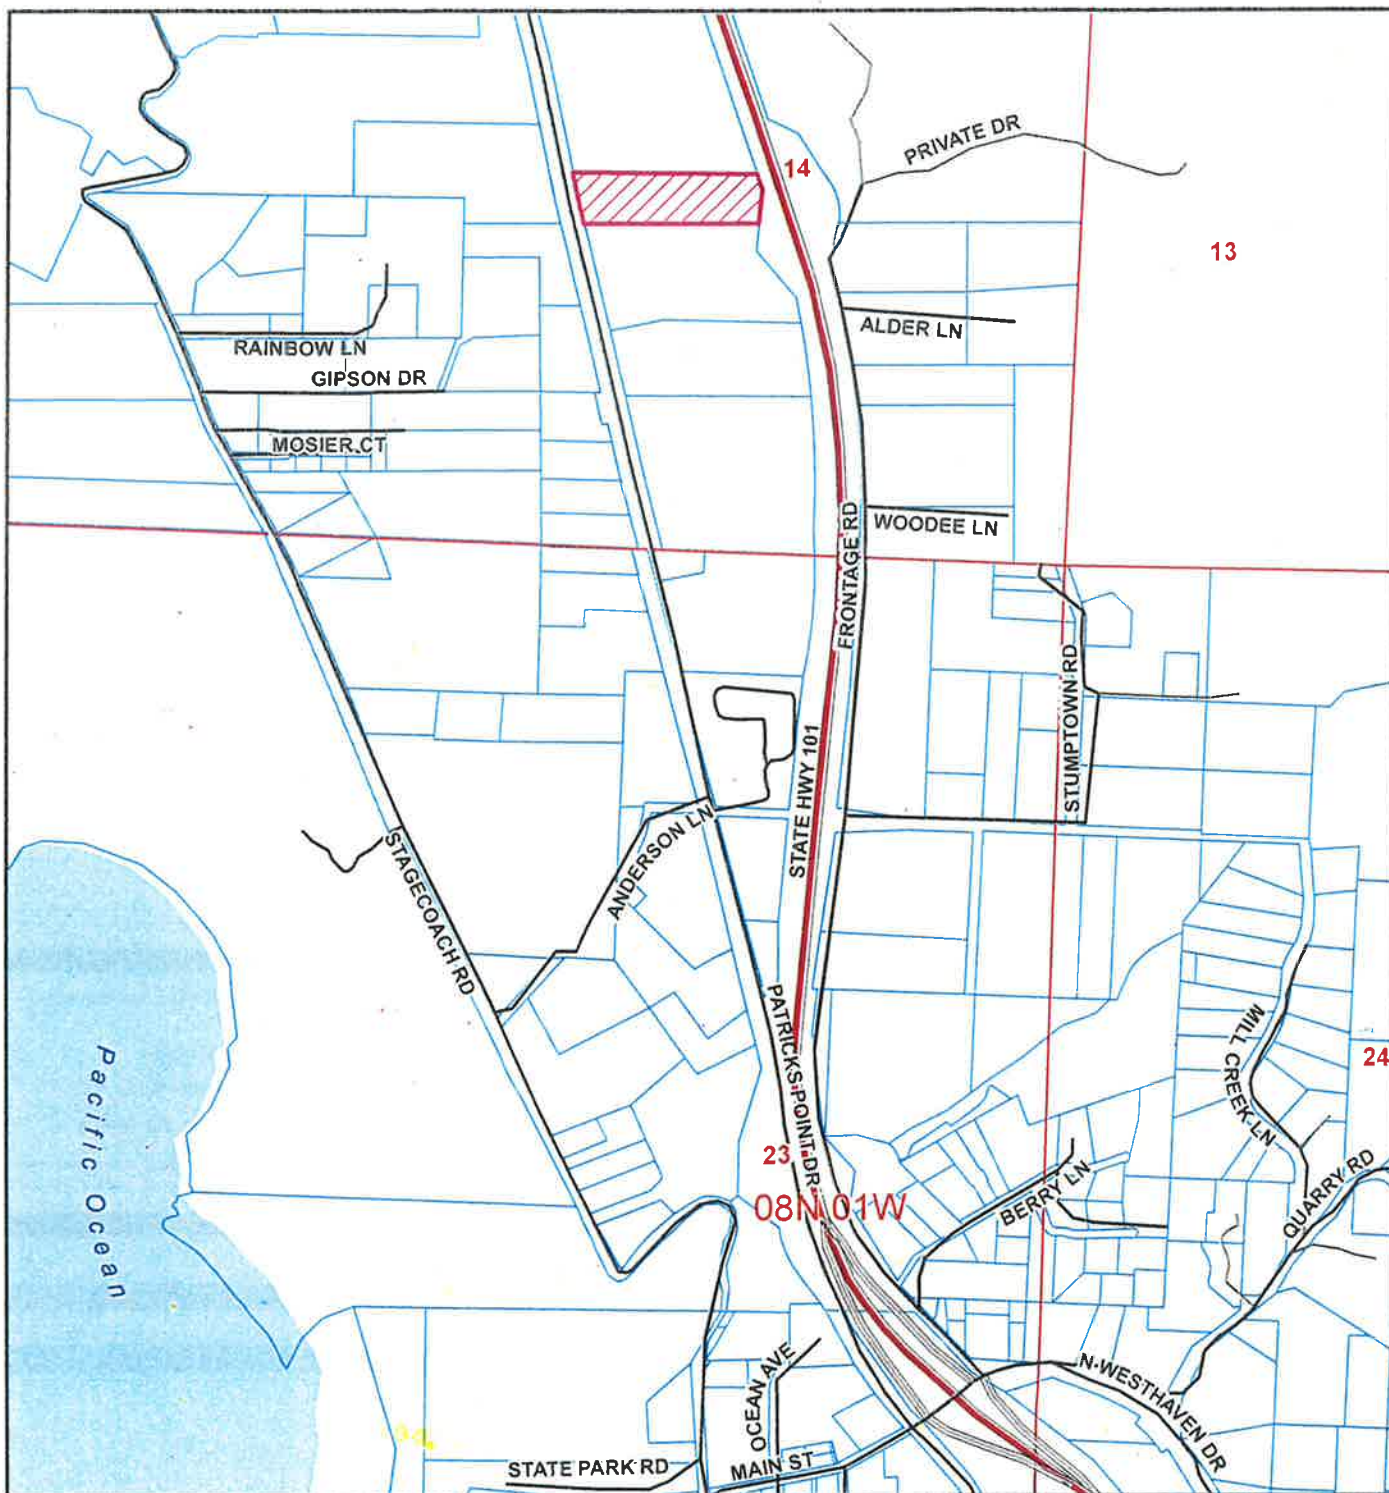 PRIVATE DR
14
13
ALDER LN
RAINBOW LN
GIPSON DR
MOSIER CT
WOODEE LN
FRONTAGE RD
STUMPTOWN RD
STATE HWY 101
ANDERSON LN
STAGECOACH RD
PATRICKS POINT DR
MILL CREEK LN
24
Pacific Ocean
23
08N 01W
BERRY LN
QUARRY RD
OCEAN AVE
N WESTHAVEN DR
STATE PARK RD
MAIN ST